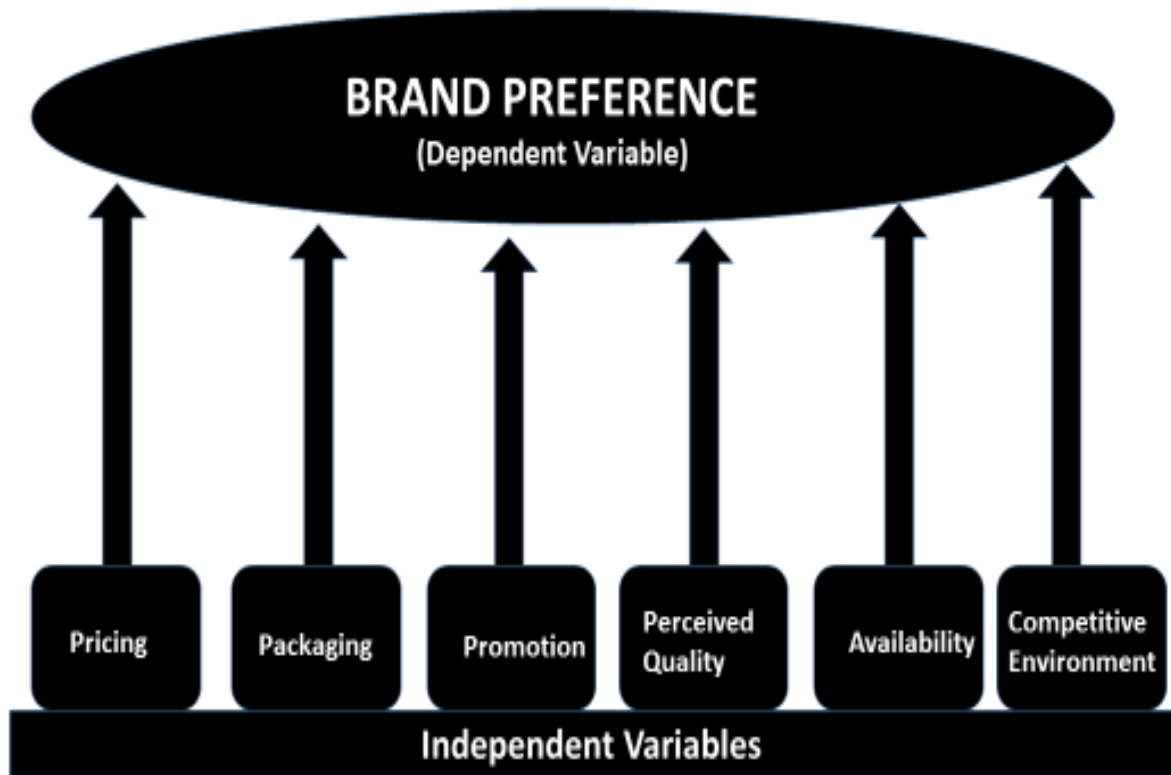 BRAND PREFERENCE
(Dependent Variable)
Pricing
Packaging
Promotion
Perceived
Quality
Availability
Competitive
Environment
Independent Variables